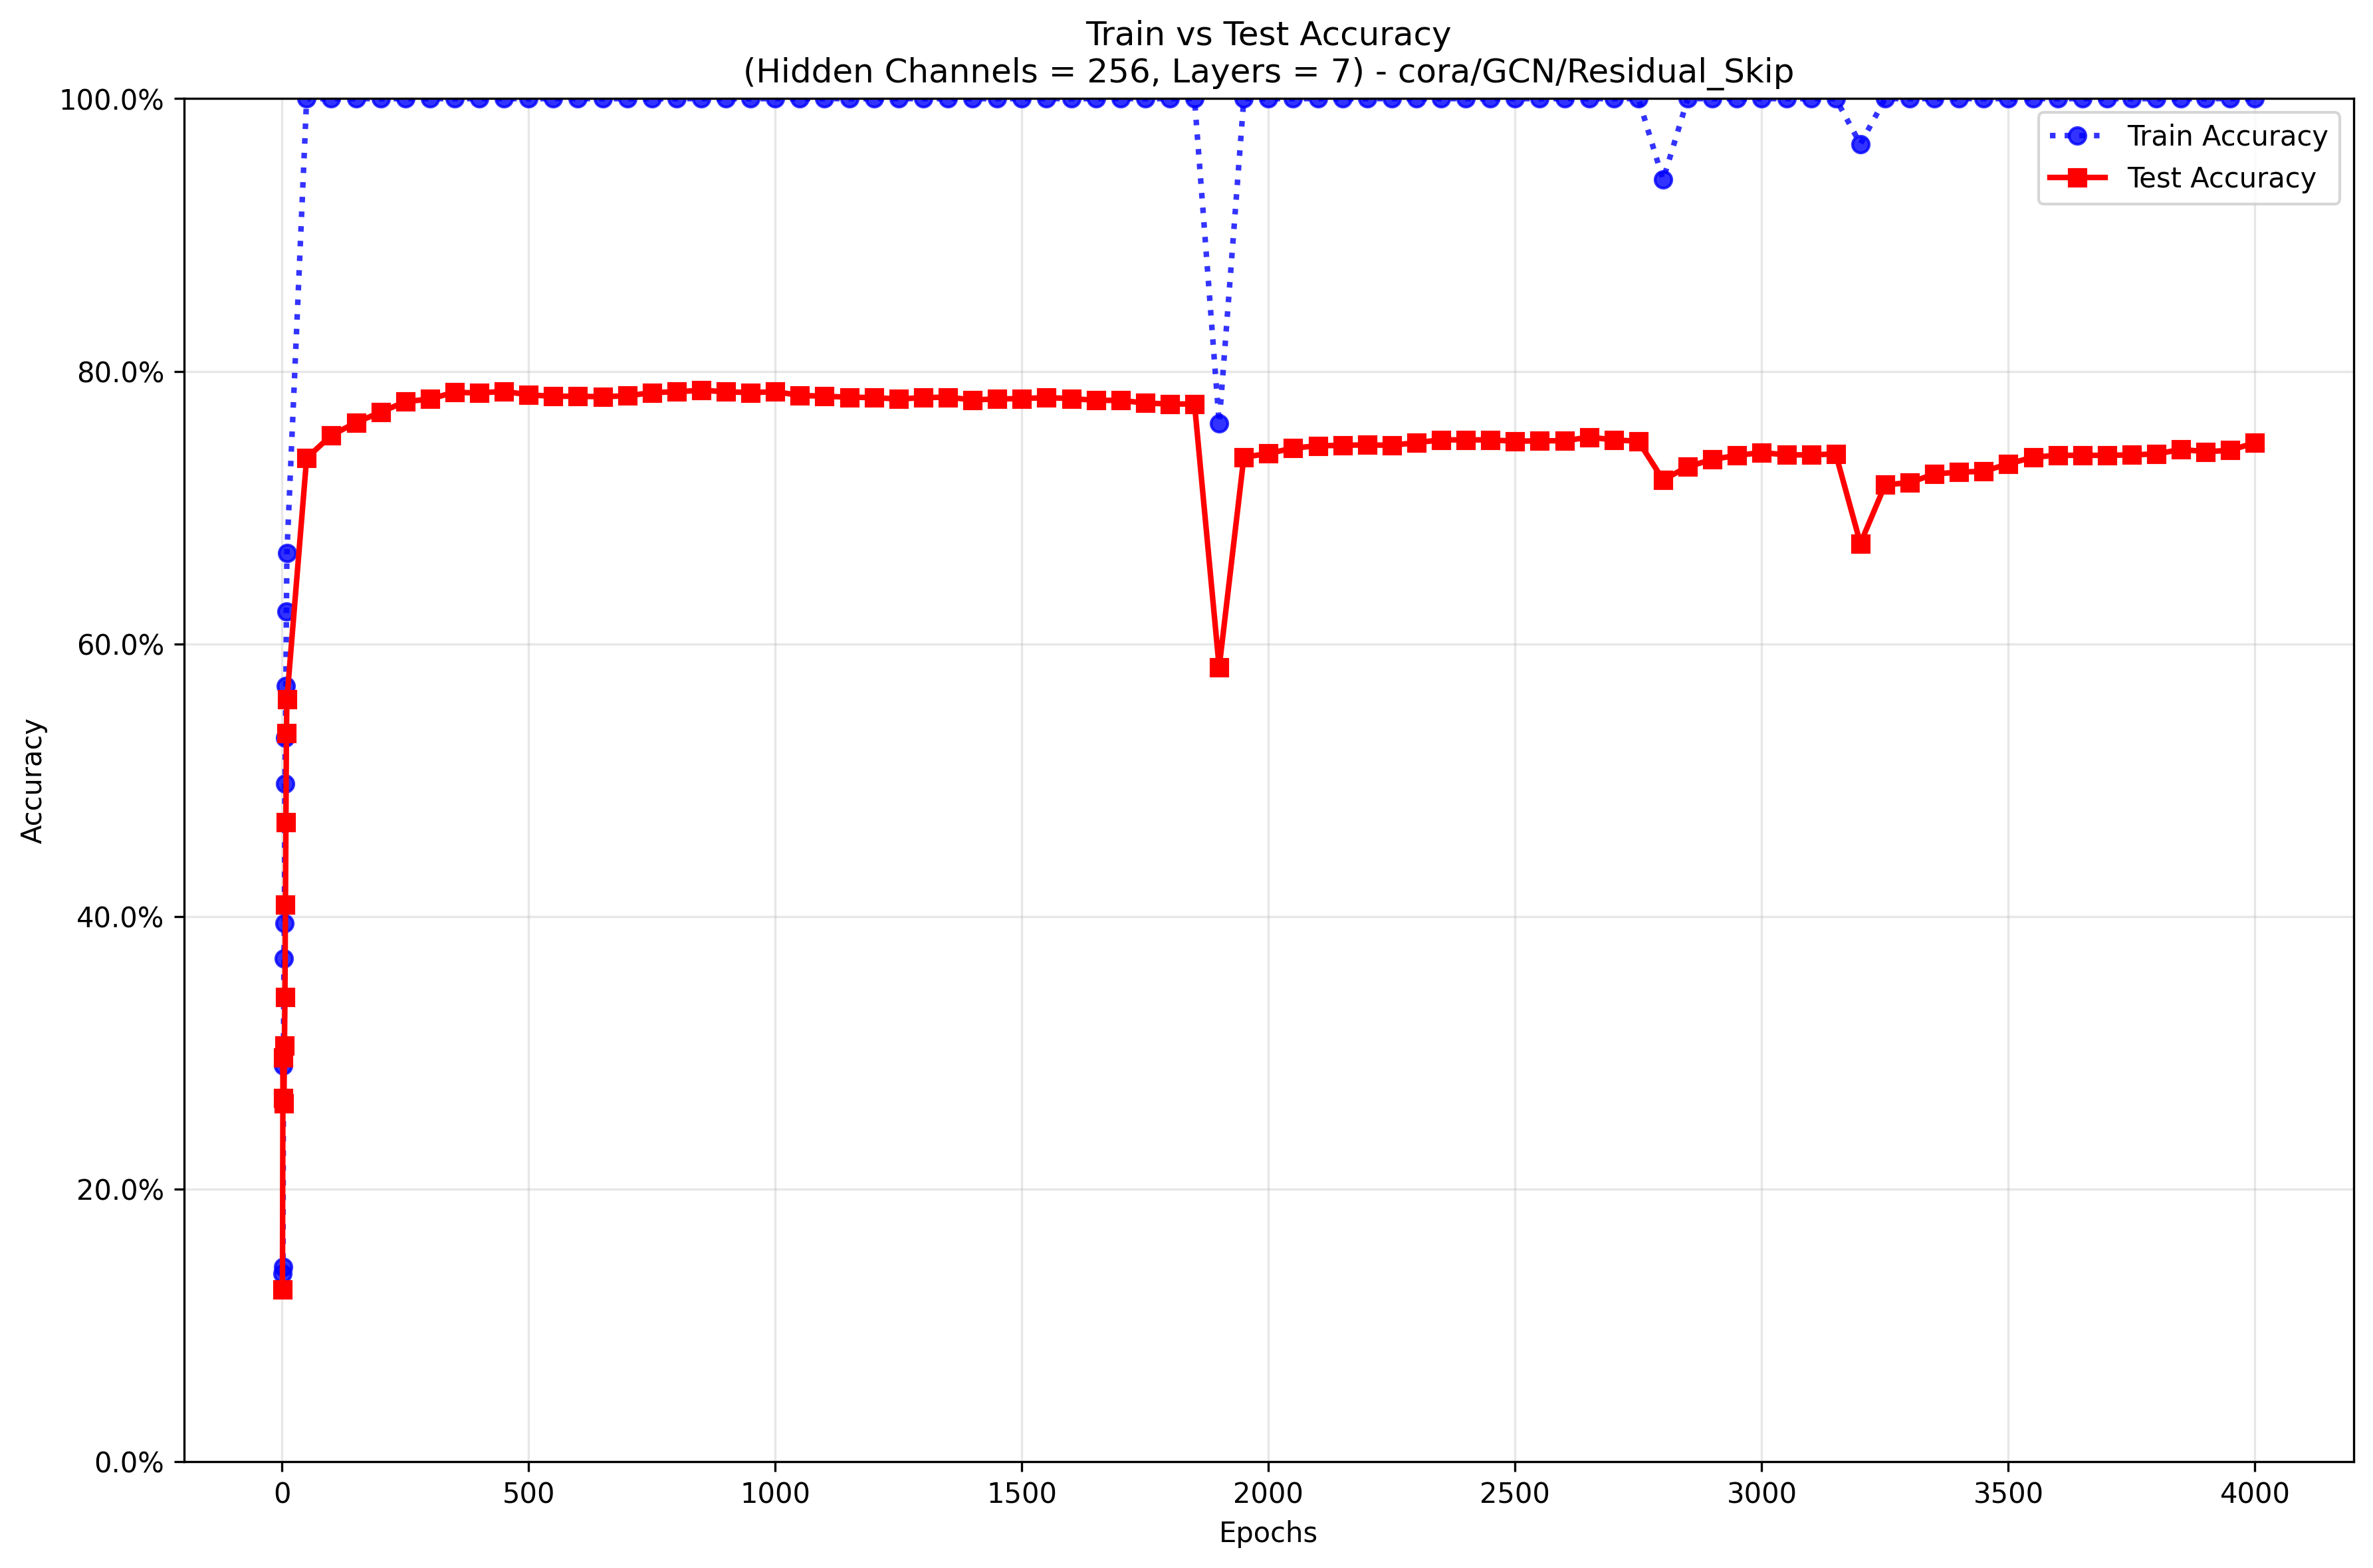 Train vs Test Accuracy
(Hidden Channels = 256, Layers = 7) - cora/GCN/Residual_Skip
100.0%
80.0%
60.0%
40.0%
20.0%
0.0%
Accuracy
Train Accuracy
Test Accuracy
0 500 1000 1500 2000 2500 3000 3500 4000
Epochs